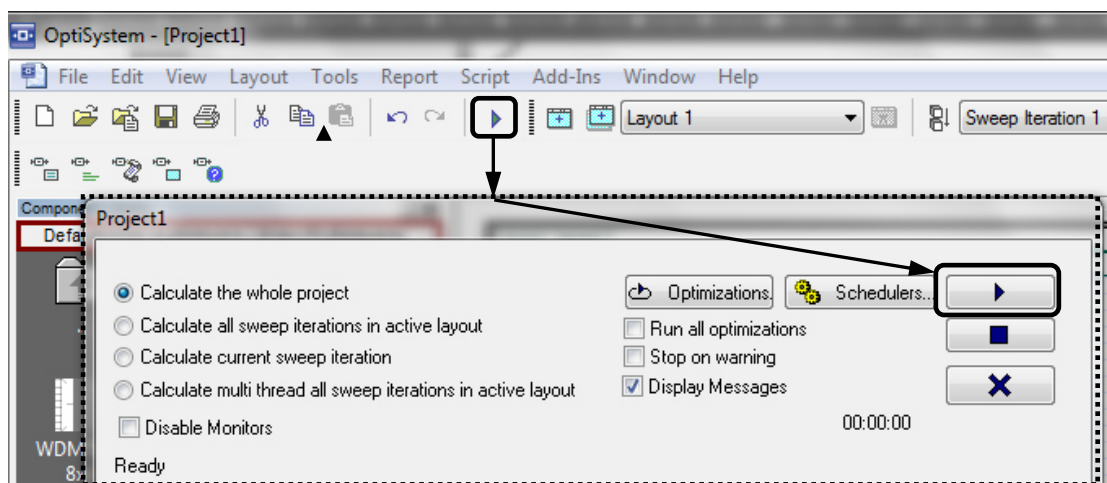 OptiSystem - [Project1]
File Edit View Layout Tools Report Script Add-Ins Window Help
Layout 1 Sweep Iteration 1
Project1
Calculate the whole project
Calculate all sweep iterations in active layout
Calculate current sweep iteration
Calculate multi thread all sweep iterations in active layout
Disable Monitors
Ready
Optimizations. Schedulers...
Run all optimizations
Stop on warning
Display Messages
00:00:00
WDM